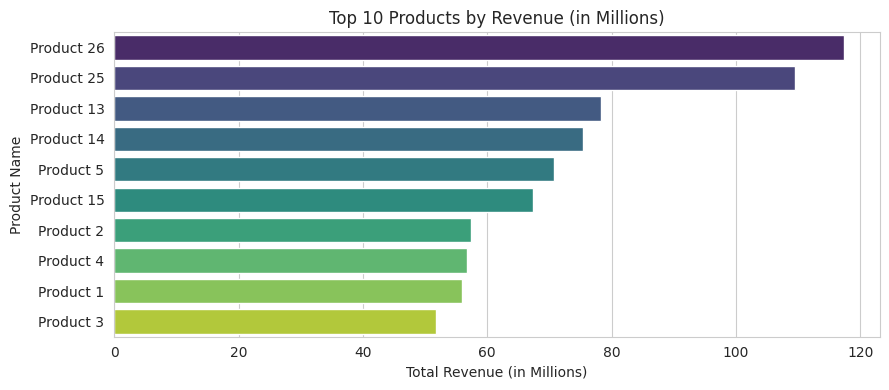 Top 10 Products by Revenue (in Millions)
Product Name
Product 26
Product 25
Product 13
Product 14
Product 5
Product 15
Product 2
Product 4
Product 1
Product 3
0 20 40 60 80 100 120
Total Revenue (in Millions)